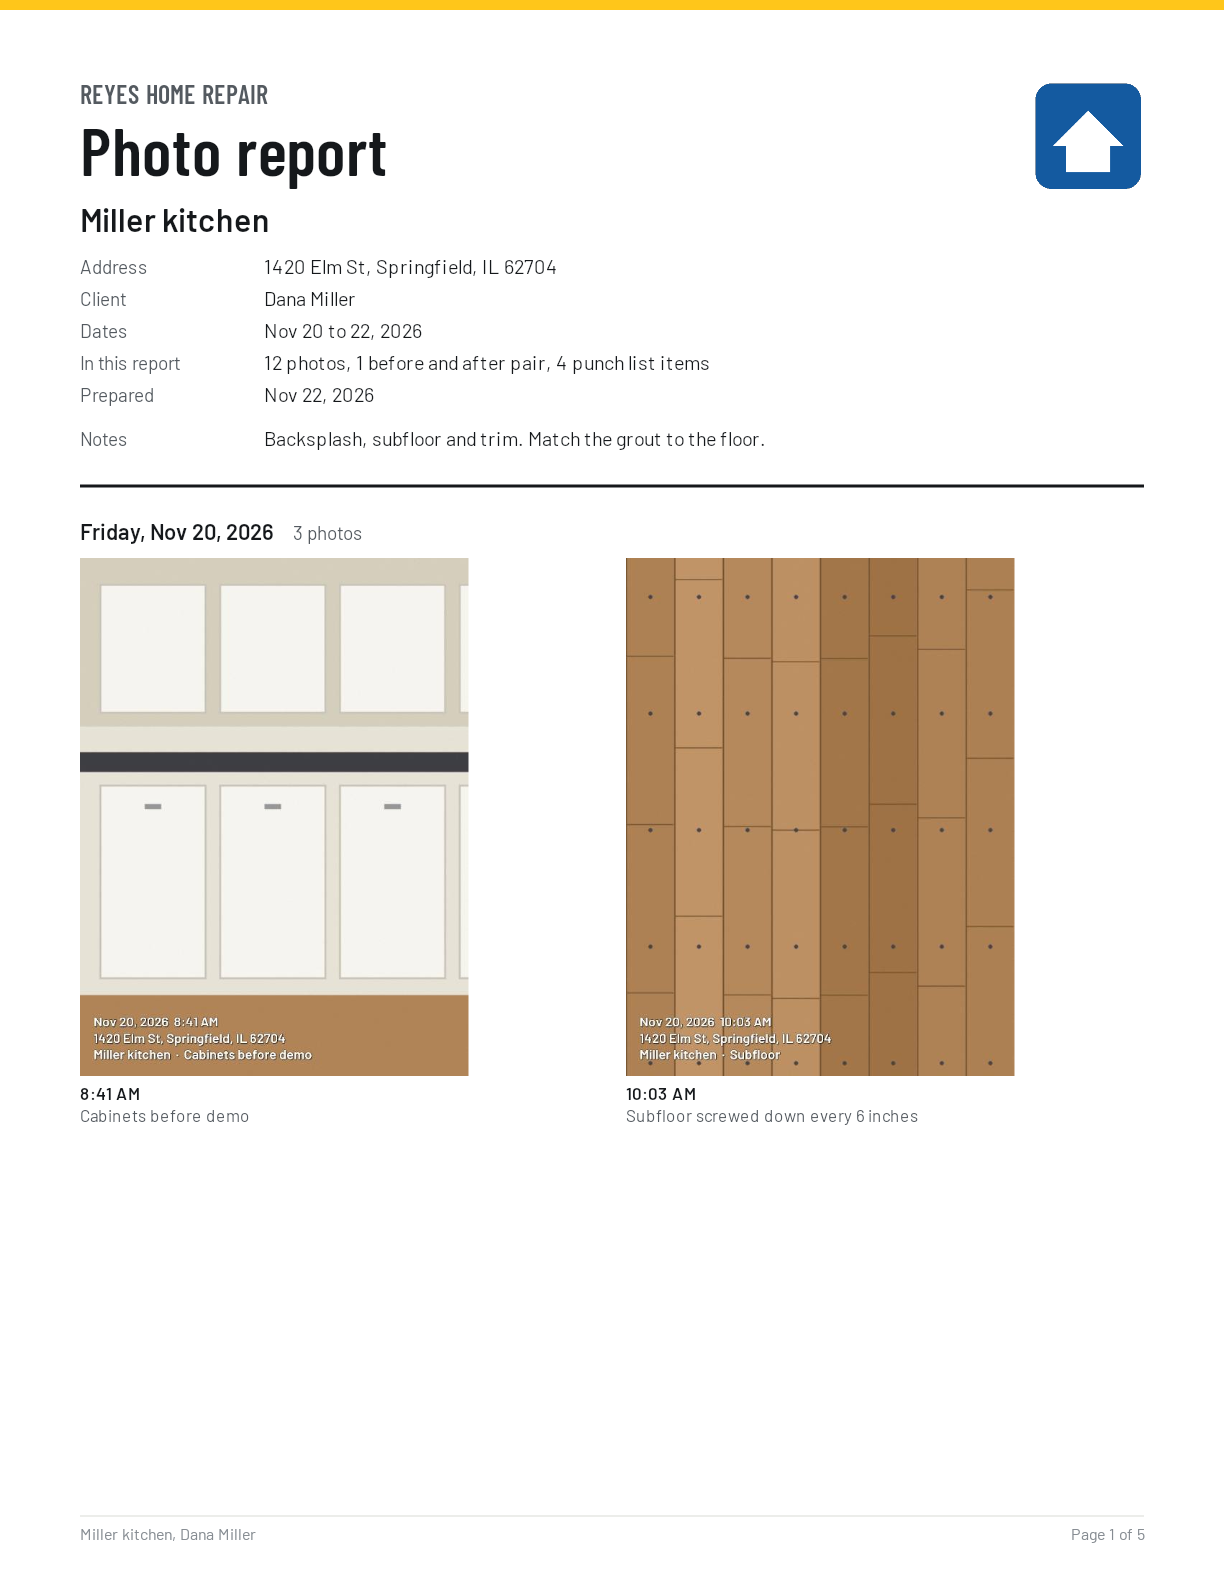 REYES HOME REPAIR
Photo report
Miller kitchen
Address 1420 Elm St, Springfield, IL 62704
Client Dana Miller
Dates Nov 20 to 22, 2026
In this report 12 photos, 1 before and after pair, 4 punch list items
Prepared Nov 22, 2026
Notes Backsplash, subfloor and trim. Match the grout to the floor.
Friday, Nov 20, 2026 3 photos
Nov 20, 2026 8:41 AM
1420 Elm St, Springfield, IL 62704
Miller kitchen · Cabinets before demo
8:41 AM
Cabinets before demo
Nov 20, 2026 10:03 AM
1420 Elm St, Springfield, IL 62704
Miller kitchen · Subfloor
10:03 AM
Subfloor screwed down every 6 inches
Miller kitchen, Dana Miller
Page 1 of 5